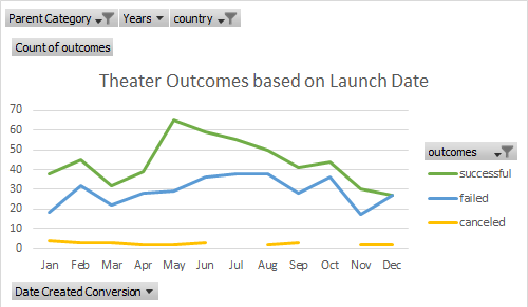 Parent Category Years country
Count of outcomes
Theater Outcomes based on Launch Date
70
60
50
40
30
20
10
0
Jan Feb Mar Apr May Jun Jul Aug Sep Oct Nov Dec
outcomes
successful
failed
canceled
Date Created Conversion